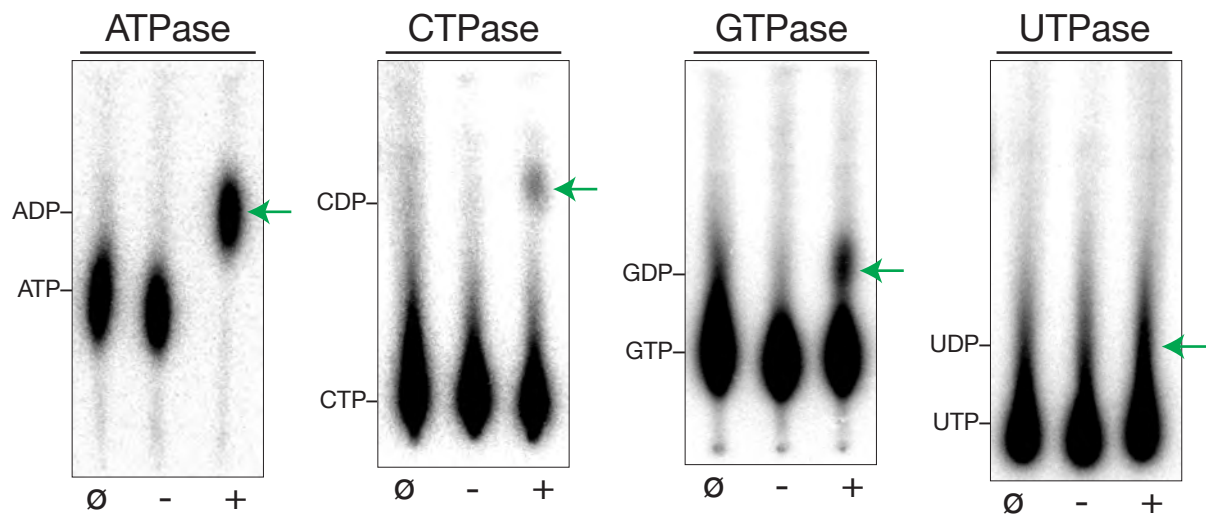 ATPase
ADP
ATP
ø - +
CTPase
CDP
CTP
ø - +
GTPase
GDP
GTP
ø - +
UTPase
UDP
UTP
ø - +